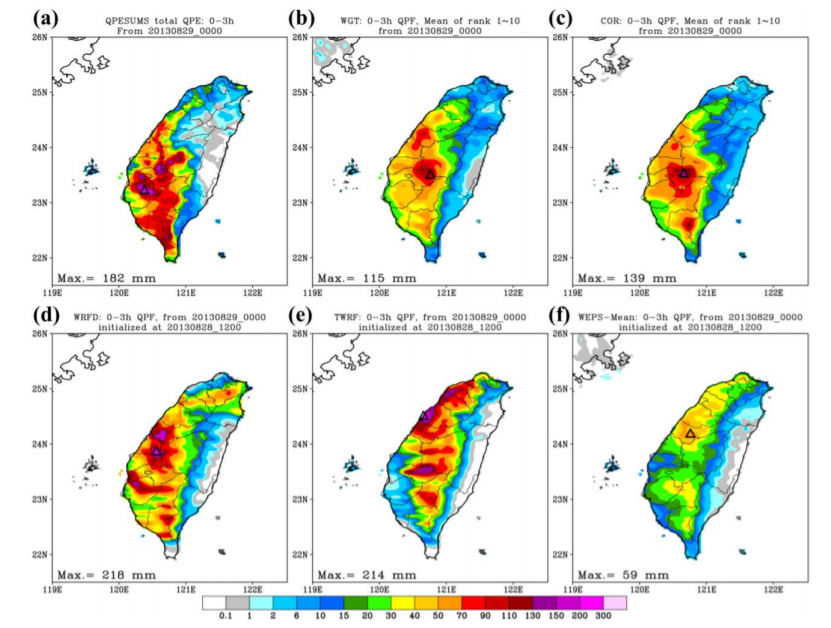 (a)
QPESUMS total QPE: 0-3h
From 20130829_0000
(b)
WGT: 0-3h QPF, Mean of rank 1~10
from 20130829_0000
(c)
COR: 0-3h QPF, Mean of rank 1~10
from 20130829_0000
26N
25N
24N
23N
22N
Max.= 182 mm
119E 120E 121E 122E
26N
25N
24N
23N
22N
Max.= 115 mm
119E 120E 121E 122E
26N
25N
24N
23N
22N
Max.= 139 mm
119E 120E 121E 122E
(d)
WRFD: 0-3h QPF, from 20130829_0000
initialized at 20130828_1200
(e)
TWRF: 0-3h QPF, from 20130829_0000
initialized at 20130828_1200
(f)
WEPS-Mean: 0-3h QPF, from 20130829_0000
initialized at 20130828_1200
26N
25N
24N
23N
22N
Max.= 218 mm
119E 120E 121E 122E
26N
25N
24N
23N
22N
Max.= 214 mm
119E 120E 121E 122E
26N
25N
24N
23N
22N
Max.= 59 mm
119E 120E 121E 122E
0.1 1 2 6 10 15 20 30 40 50 70 90 110 130 150 200 300